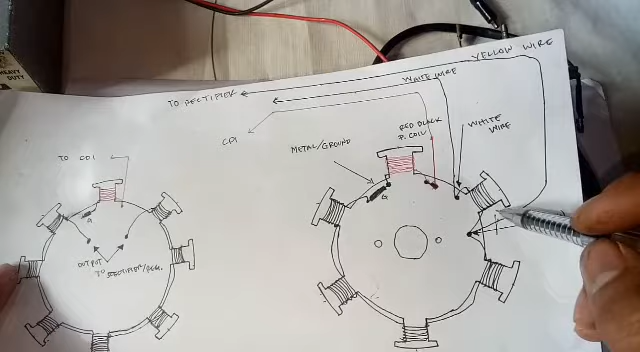 HEAVY
DUTY
YELLOW WIRE
WHITE WIRE
TO RECTIFIER
CDI
RED BLACK
P. COIL
WHITE
WIRE
METAL/GROUND
G
TO CDI
G
OUTPUT
TO RECTIFIER/REG.